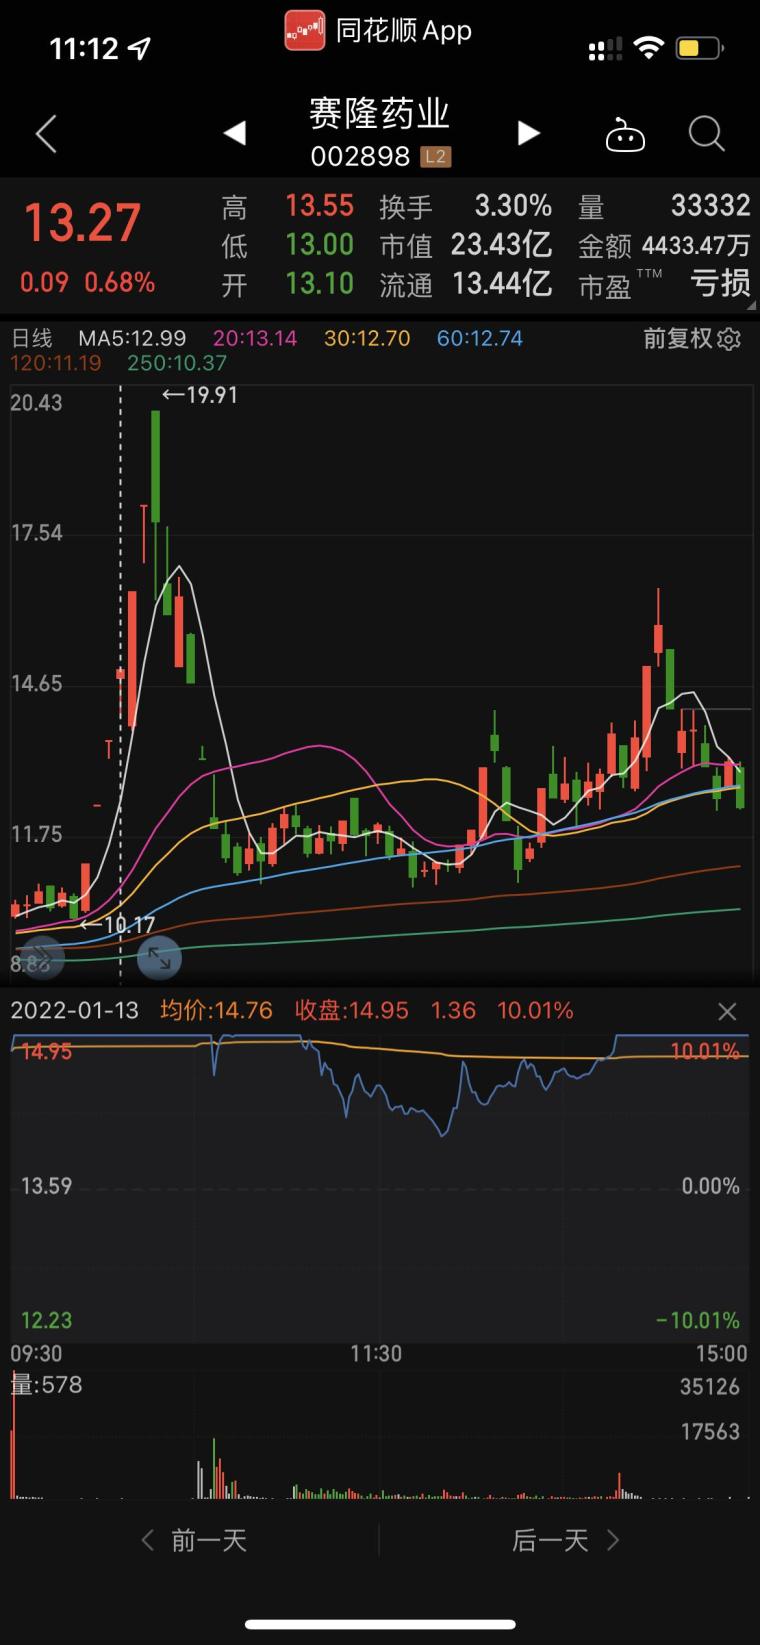 11:12
同花顺App
赛隆药业
002898 L2
13.27
0.09 0.68%
高 13.55 换手 3.30% 量 33332
低 13.00 市值 23.43亿 金额 4433.47万
开 13.10 流通 13.44亿 市盈TTM 亏损
日线 MA5:12.99 20:13.14 30:12.70 60:12.74 前复权
120:11.19 250:10.37
20.43
←19.91
17.54
14.65
11.75
←10.17
8.86
2022-01-13 均价:14.76 收盘:14.95 1.36 10.01%
14.95 10.01%
13.59 0.00%
12.23 -10.01%
09:30 11:30 15:00
量:578 35126
17563
前一天 后一天